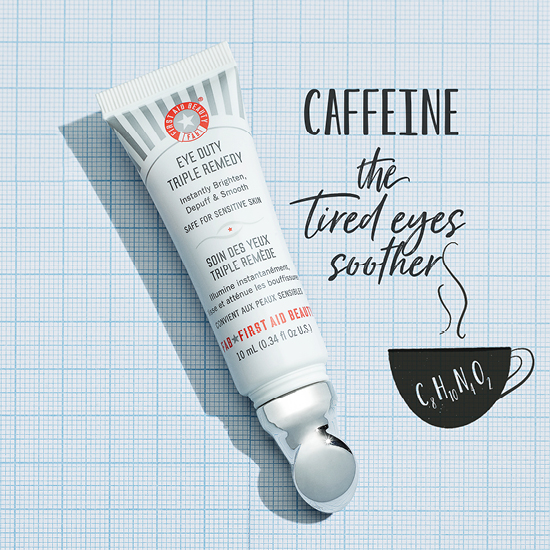 FIRST AID BEAUTY
FAST
®
EYE DUTY
TRIPLE REMEDY
Instantly Brighten,
Depuff & Smooth
SAFE FOR SENSITIVE SKIN
SOIN DES YEUX
TRIPLE REMÈDE
Illumine instantanément,
et atténue les bouffissures
CONVIENT AUX PEAUX SENSIBLES
FAB★FIRST AID BEAUTY
10 mL (0.34 fl Oz U.S.)
CAFFEINE
the
Tired eyes
soother
C8H10N4O2